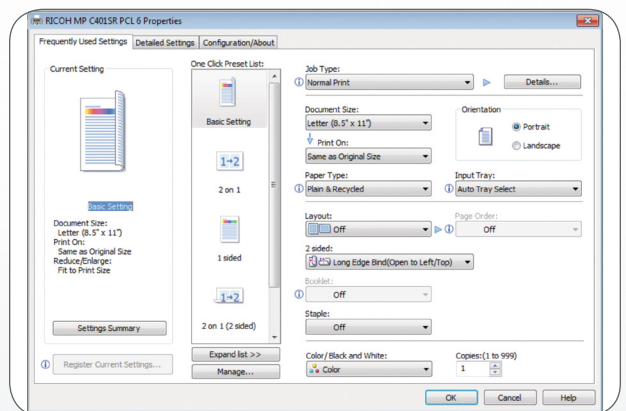 RICOH MP C401SR PCL 6 Properties
Frequently Used Settings
Detailed Settings
Configuration/About
Current Setting
Basic Setting
Document Size:
Letter (8.5" x 11")
Print On:
Same as Original Size
Reduce/Enlarge:
Fit to Print Size
Settings Summary
Register Current Settings...
One Click Preset List:
Basic Setting
1→2
2 on 1
1 sided
1→2
2 on 1 (2 sided)
Expand list >>
Manage...
Job Type:
Normal Print
Details...
Document Size:
Letter (8.5" x 11")
Print On:
Same as Original Size
Orientation
Portrait
Landscape
Paper Type:
Plain & Recycled
Input Tray:
Auto Tray Select
Layout:
Off
Page Order:
Off
2 sided:
Long Edge Bind(Open to Left/Top)
Booklet:
Off
Staple:
Off
Color/Black and White:
Color
Copies:(1 to 999)
1
OK
Cancel
Help